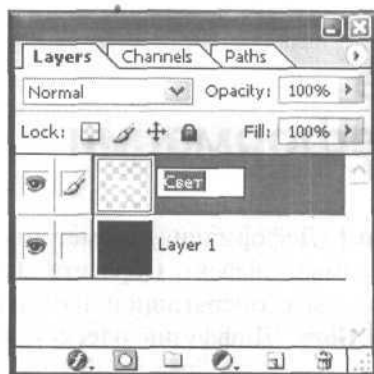 Layers Channels Paths
Normal Opacity: 100%
Lock: Fill: 100%
Свет
Layer 1